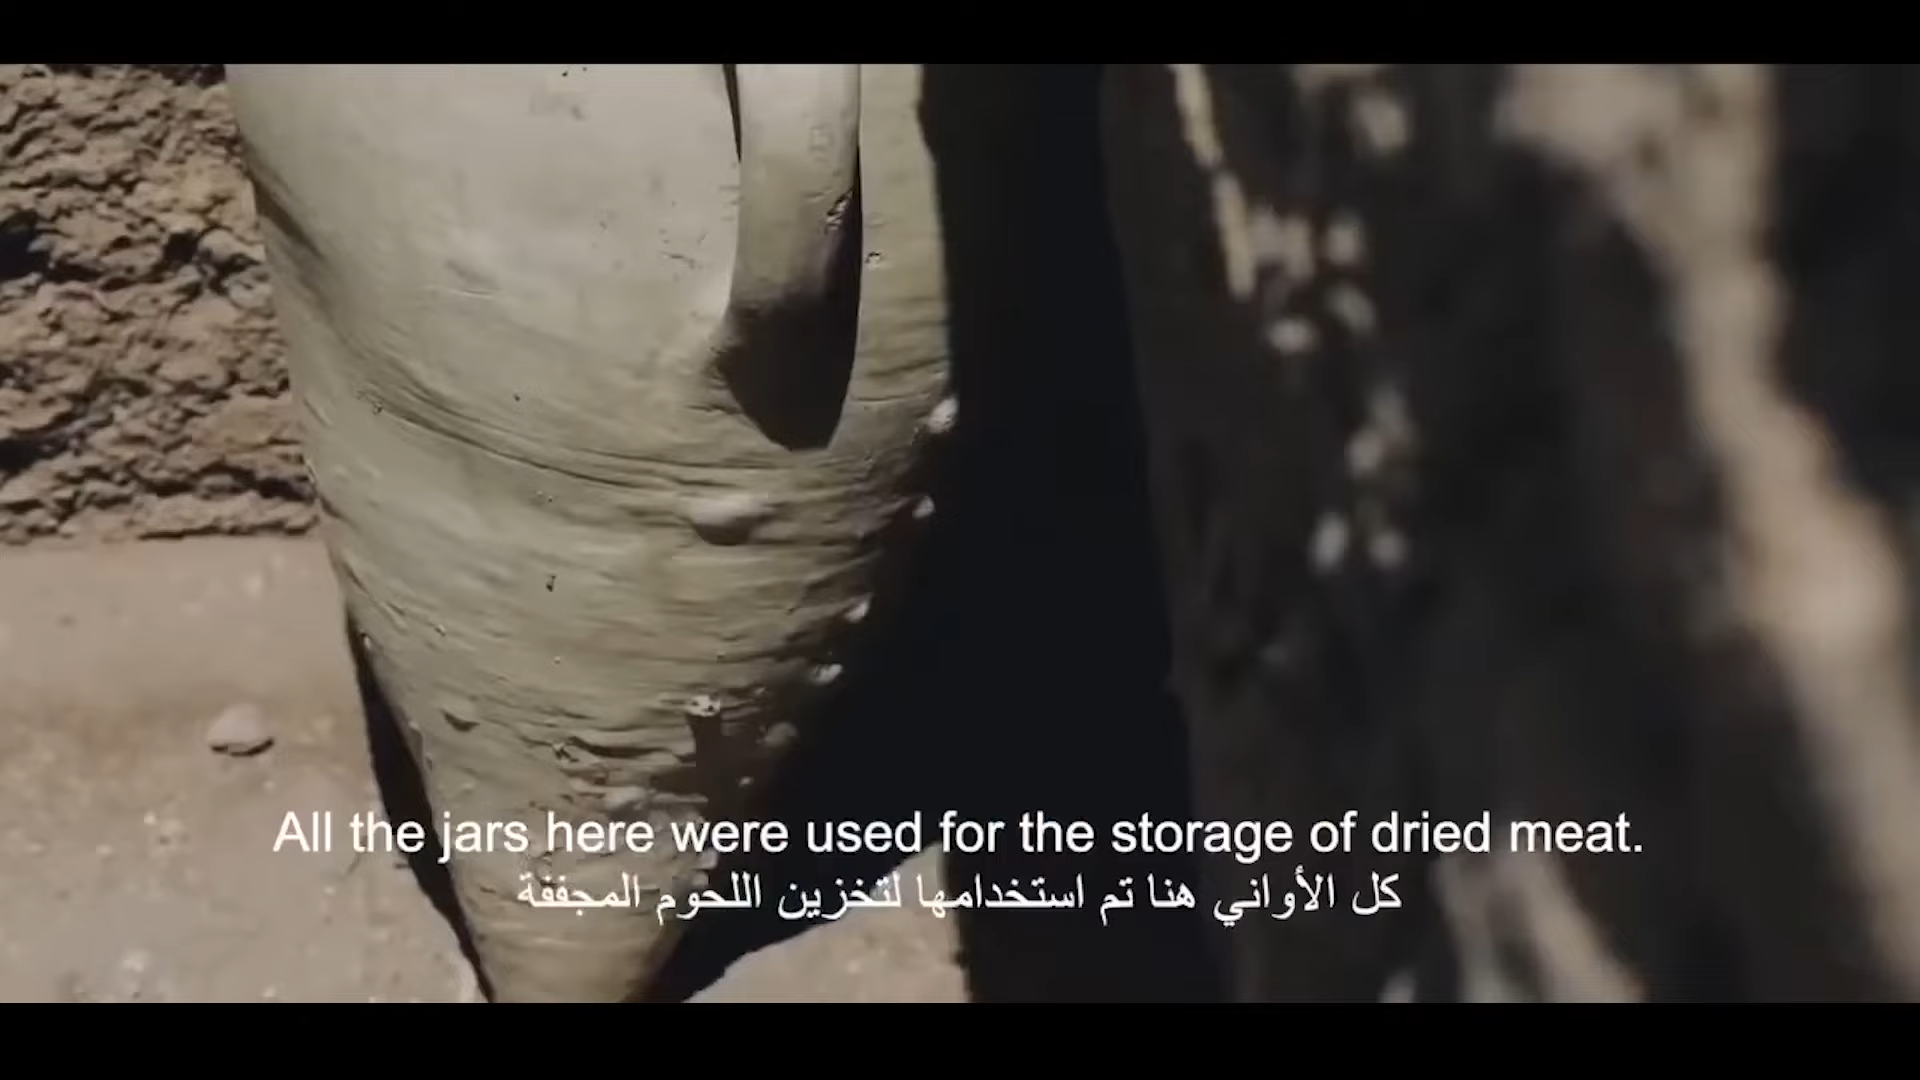 All the jars here were used for the storage of dried meat.
كل الأواني هنا تم استخدامها لتخزين اللحوم المجففة